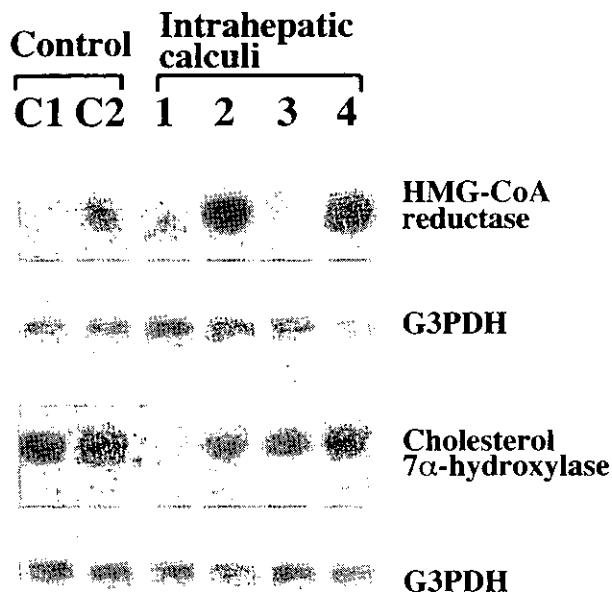 Control
Intrahepatic
calculi
C1 C2 1 2 3 4
HMG-CoA
reductase
G3PDH
Cholesterol
7α-hydroxylase
G3PDH